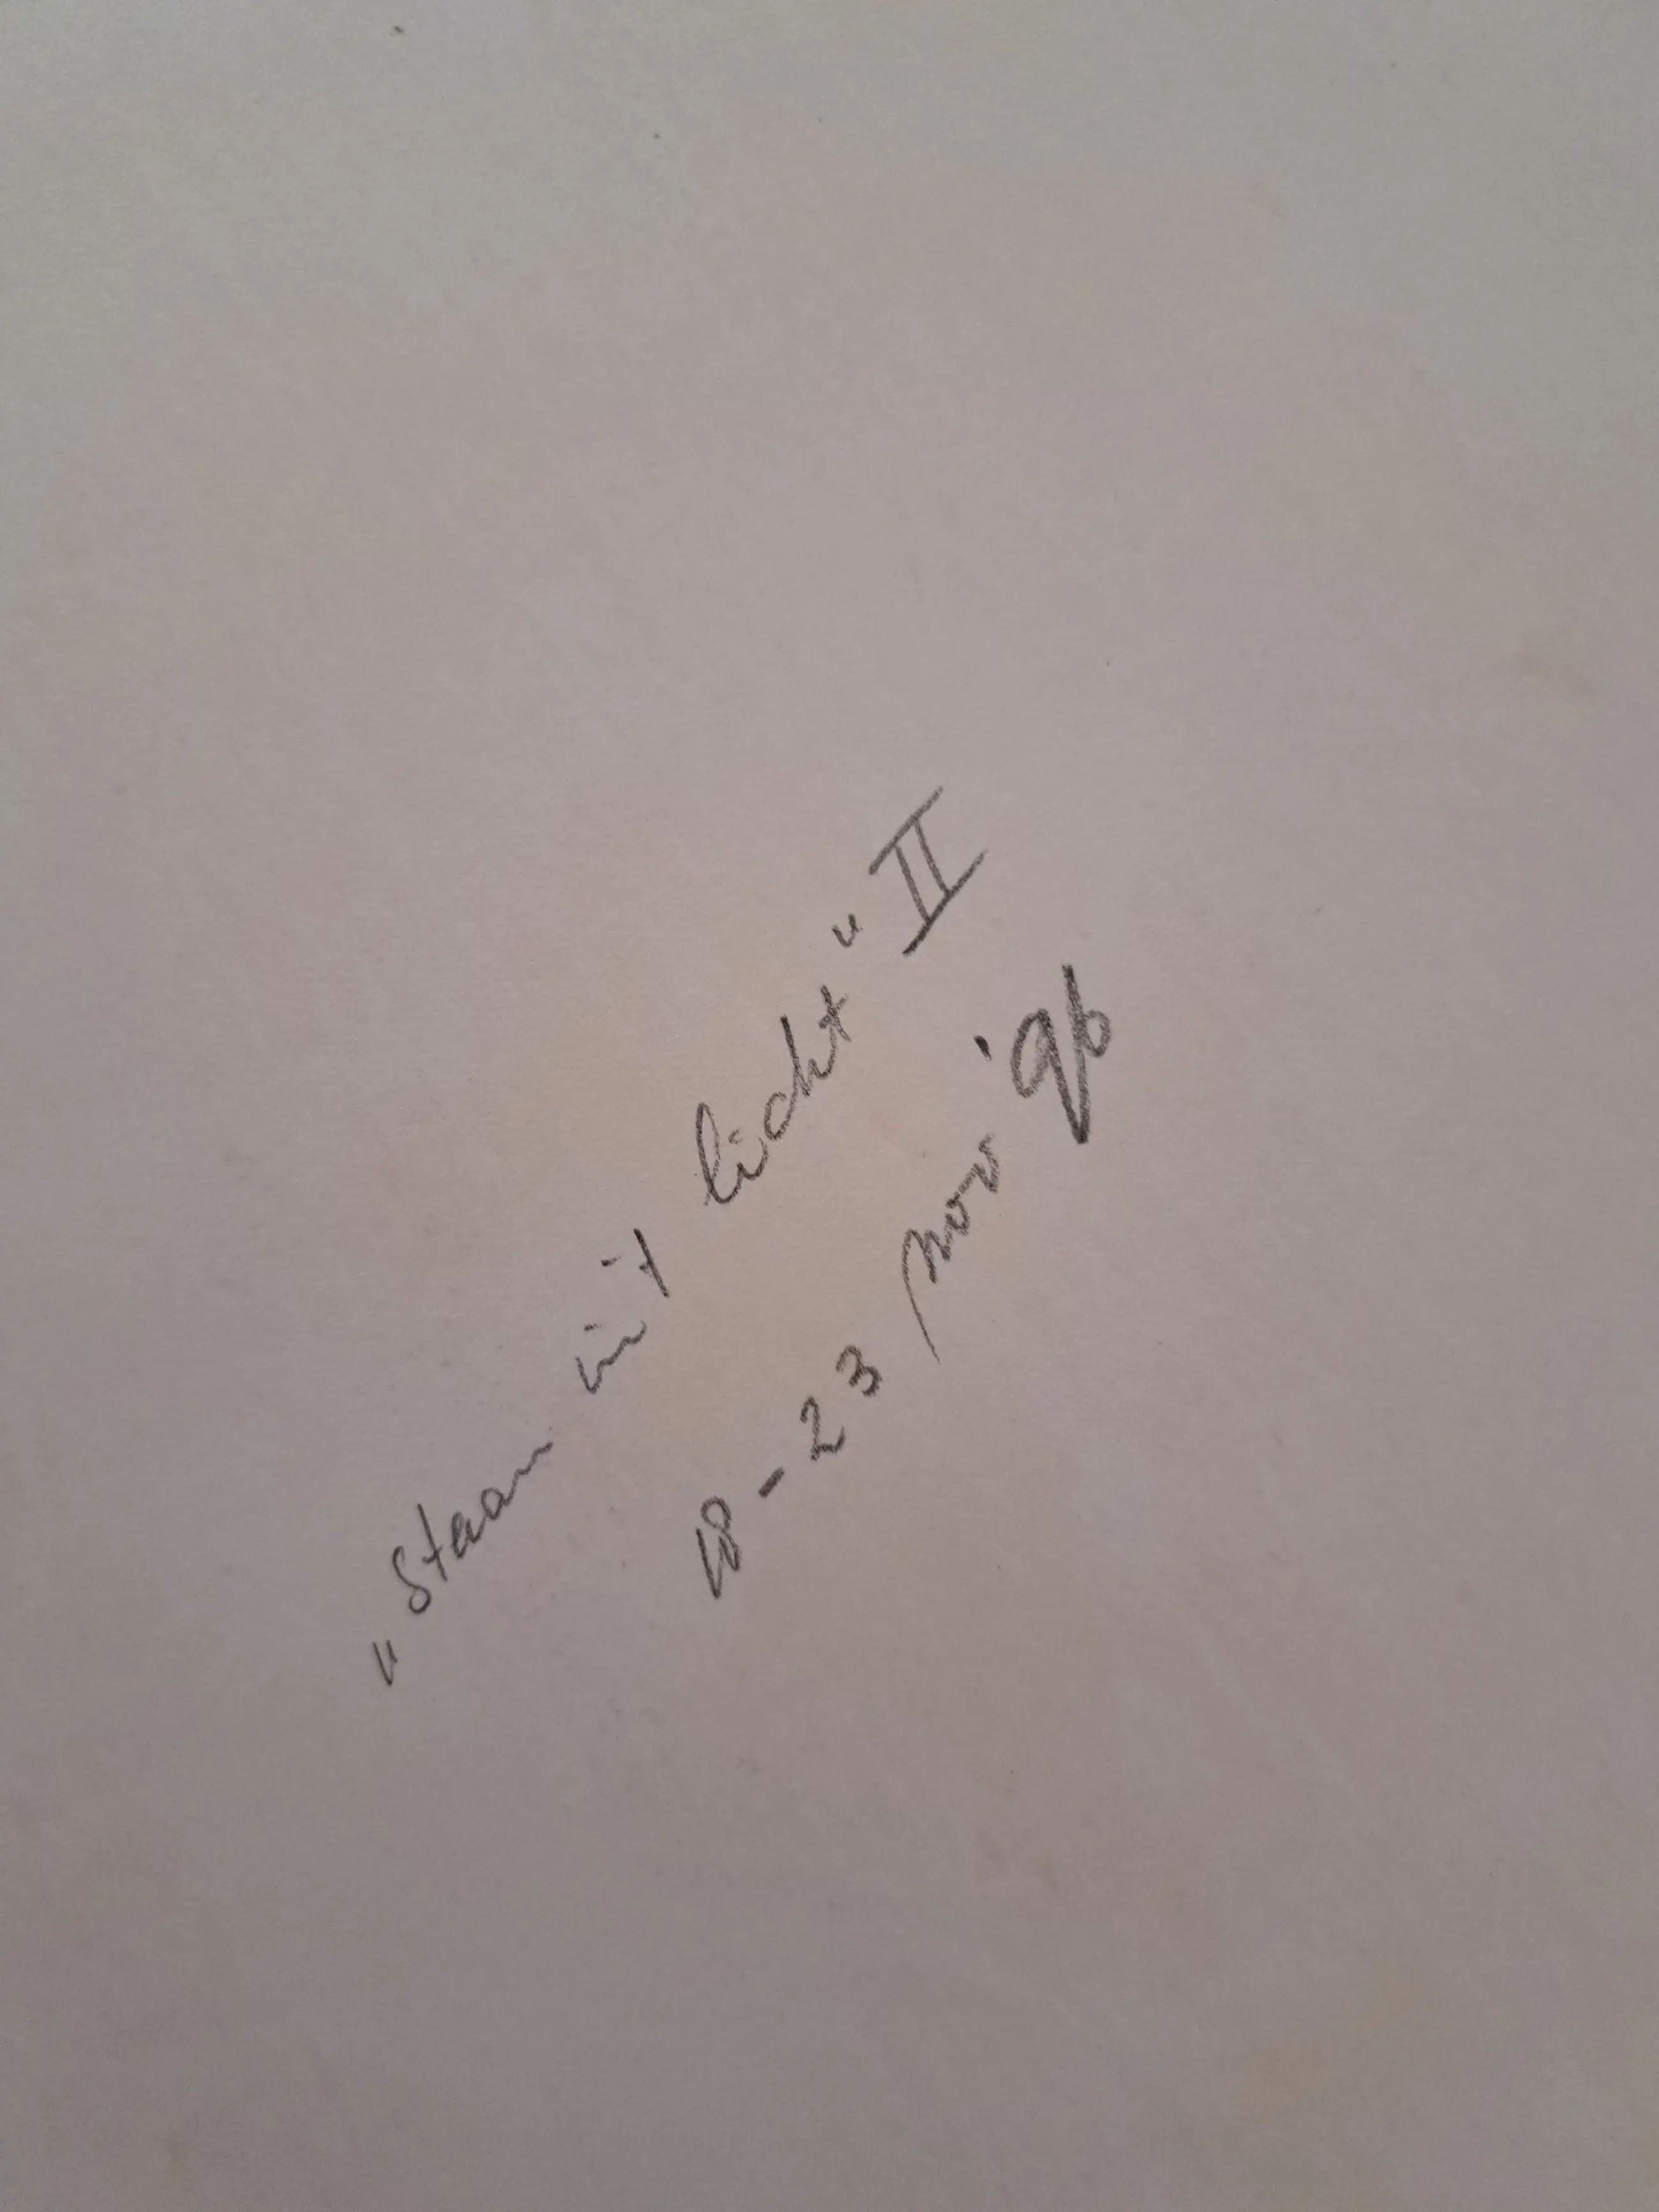 „staan in 't licht" II
18-23 nov '96